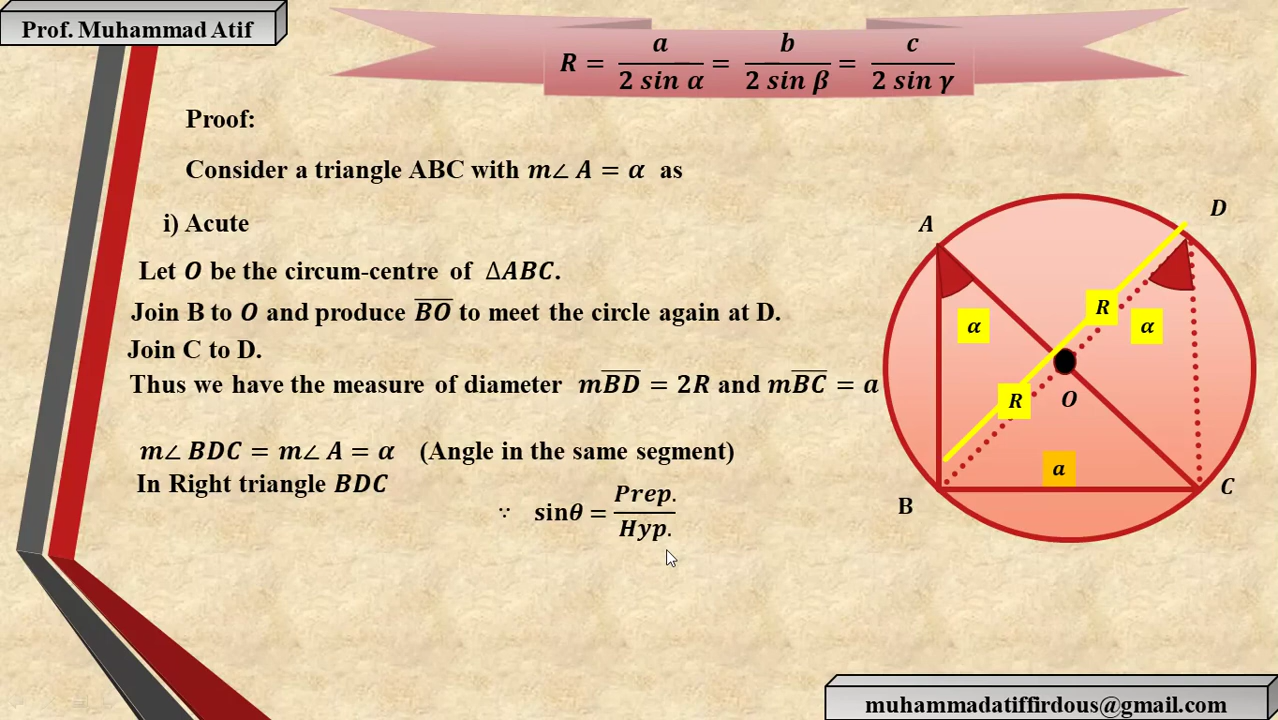 Prof. Muhammad Atif
R = a / 2 sin α = b / 2 sin β = c / 2 sin γ
Proof:
Consider a triangle ABC with m∠ A = α as
i) Acute
Let O be the circum-centre of ΔABC.
Join B to O and produce B̅O̅ to meet the circle again at D.
Join C to D.
Thus we have the measure of diameter mB̅D̅ = 2R and mB̅C̅ = a
m∠ BDC = m∠ A = α (Angle in the same segment)
In Right triangle BDC
∵ sinθ = Prep. / Hyp.
A
D
α
R
α
R
O
a
B
C
muhammadatiffirdous@gmail.com